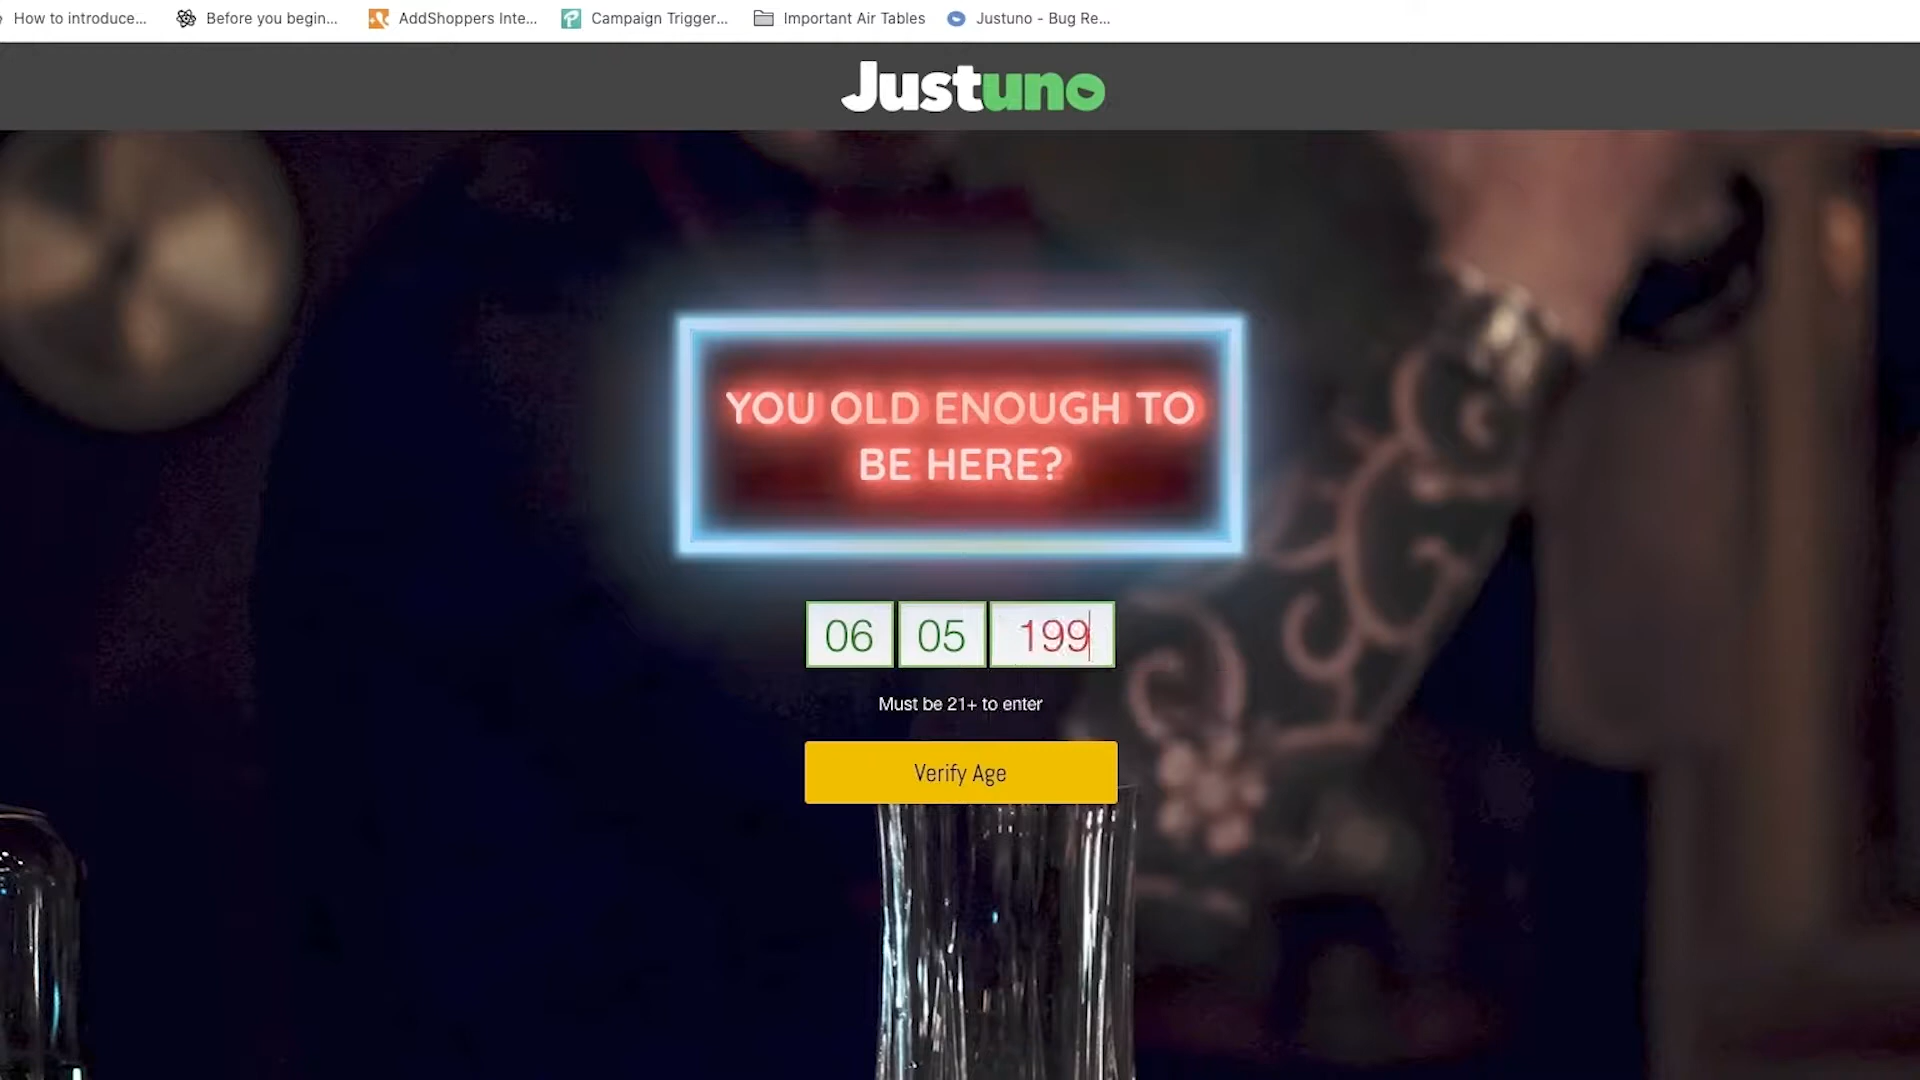 How to introduce...
Before you begin...
AddShoppers Inte...
Campaign Trigger...
Important Air Tables
Justuno - Bug Re...
Justuno
YOU OLD ENOUGH TO
BE HERE?
06 05 199
Must be 21+ to enter
Verify Age